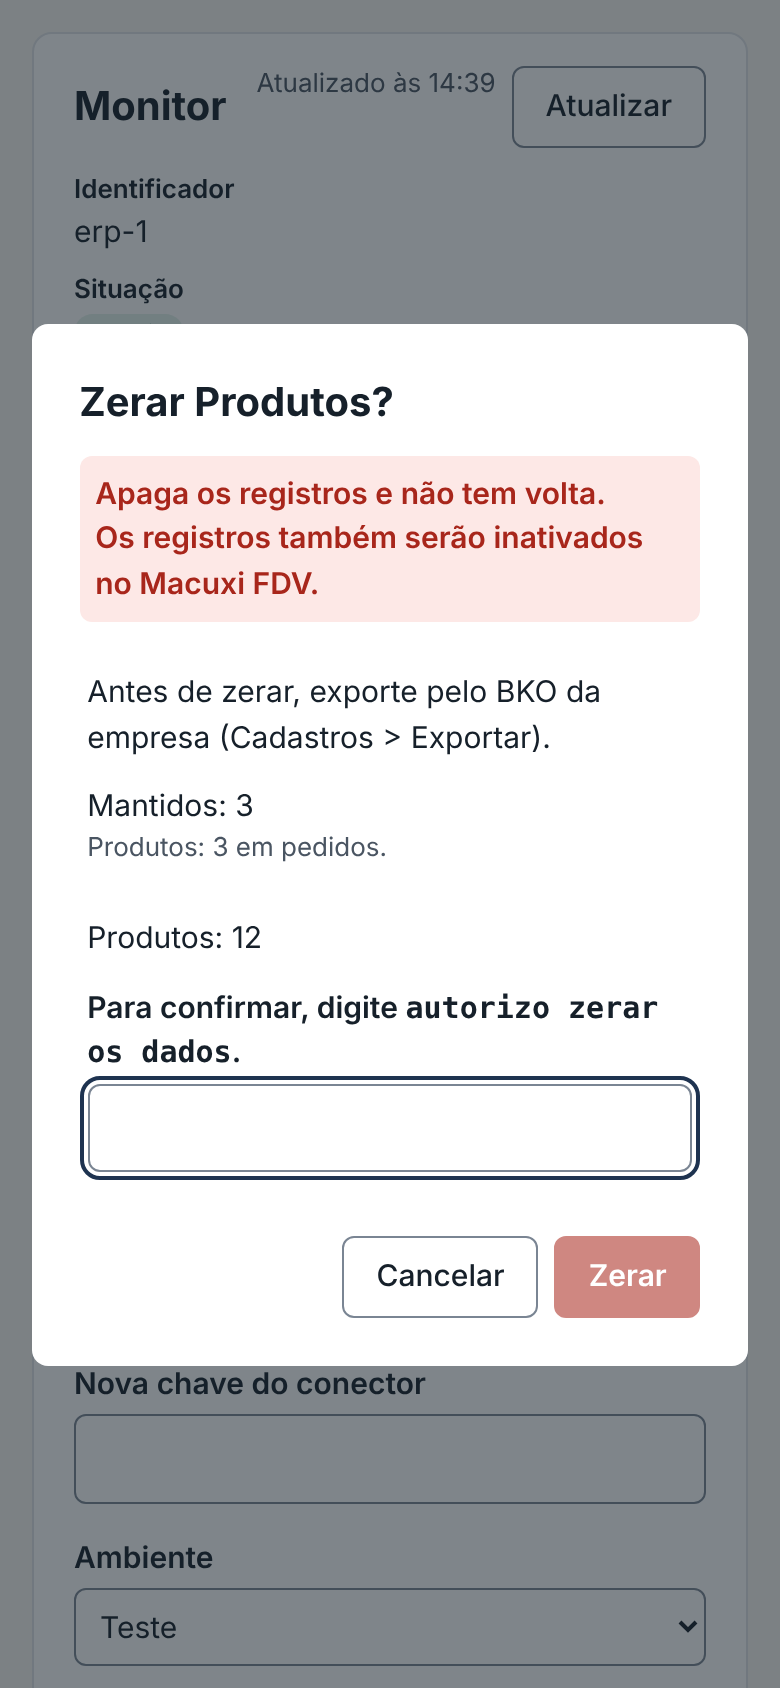 Monitor
Atualizado às 14:39
Atualizar
Identificador
erp-1
Situação
Zerar Produtos?
Apaga os registros e não tem volta.
Os registros também serão inativados
no Macuxi FDV.
Antes de zerar, exporte pelo BKO da
empresa (Cadastros > Exportar).
Mantidos: 3
Produtos: 3 em pedidos.
Produtos: 12
Para confirmar, digite autorizo zerar
os dados.
Cancelar
Zerar
Nova chave do conector
Ambiente
Teste